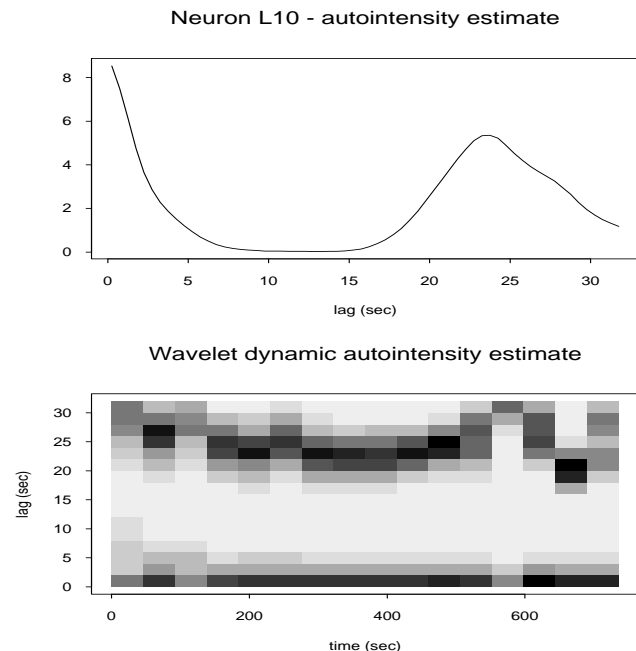 Neuron L10 - autointensity estimate
8
6
4
2
0
0 5 10 15 20 25 30
lag (sec)
Wavelet dynamic autointensity estimate
lag (sec)
30
25
20
15
10
5
0
0 200 400 600
time (sec)